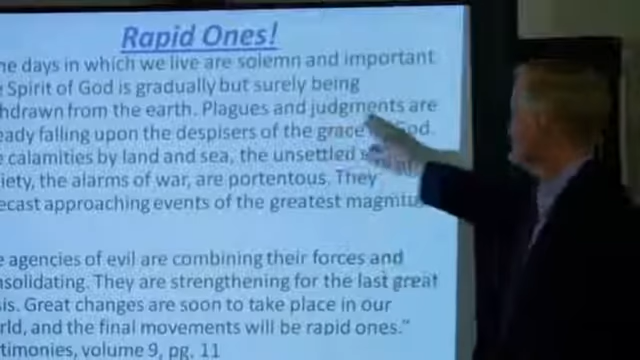 Rapid Ones!
he days in which we live are solemn and important
e Spirit of God is gradually but surely being
hdrawn from the earth. Plagues and judgments are
eady falling upon the despisers of the grace God.
e calamities by land and sea, the unsettled
iety, the alarms of war, are portentous. They
ecast approaching events of the greatest magnitu
e agencies of evil are combining their forces and
nsolidating. They are strengthening for the last great
sis. Great changes are soon to take place in our
rld, and the final movements will be rapid ones."
timonies, volume 9, pg. 11